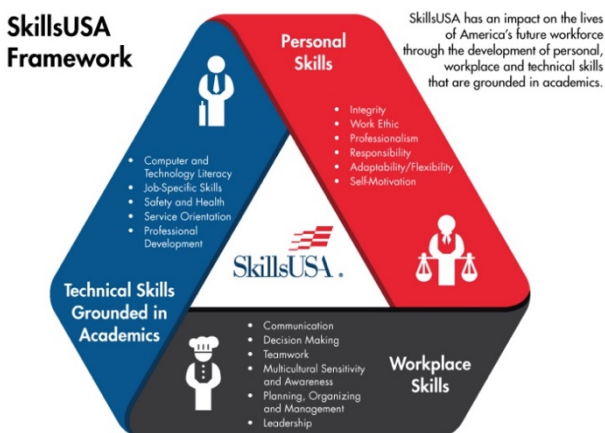 SkillsUSA
Framework
SkillsUSA has an impact on the lives
of America's future workforce
through the development of personal,
workplace and technical skills
that are grounded in academics.
Personal
Skills
• Integrity
• Work Ethic
• Professionalism
• Responsibility
• Adaptability/Flexibility
• Self-Motivation
• Computer and
Technology Literacy
• Job-Specific Skills
• Safety and Health
• Service Orientation
• Professional
Development
Technical Skills
Grounded in
Academics
SkillsUSA®
• Communication
• Decision Making
• Teamwork
• Multicultural Sensitivity
and Awareness
• Planning, Organizing
and Management
• Leadership
Workplace
Skills